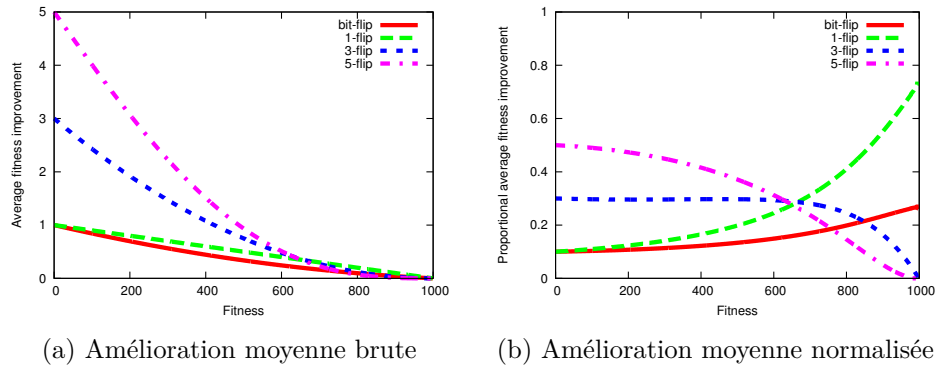 bit-flip
1-flip
3-flip
5-flip
Average fitness improvement
5
4
3
2
1
0
0 200 400 600 800 1000
Fitness
(a) Amélioration moyenne brute
bit-flip
1-flip
3-flip
5-flip
Proportional average fitness improvement
1
0.8
0.6
0.4
0.2
0
0 200 400 600 800 1000
Fitness
(b) Amélioration moyenne normalisée